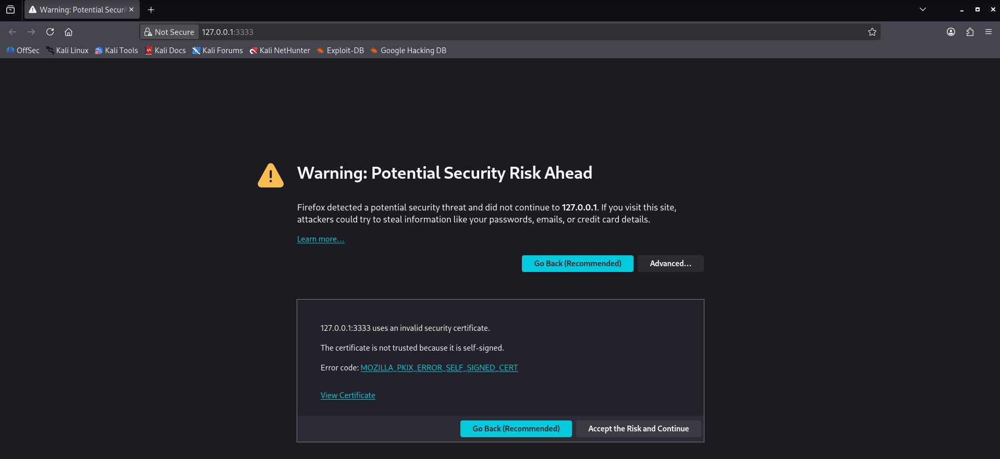 Warning: Potential Securi
Not Secure 127.0.0.1:3333
OffSec Kali Linux Kali Tools Kali Docs Kali Forums Kali NetHunter Exploit-DB Google Hacking DB
Warning: Potential Security Risk Ahead
Firefox detected a potential security threat and did not continue to 127.0.0.1. If you visit this site,
attackers could try to steal information like your passwords, emails, or credit card details.
Learn more…
Go Back (Recommended) Advanced…
127.0.0.1:3333 uses an invalid security certificate.
The certificate is not trusted because it is self-signed.
Error code: MOZILLA_PKIX_ERROR_SELF_SIGNED_CERT
View Certificate
Go Back (Recommended) Accept the Risk and Continue